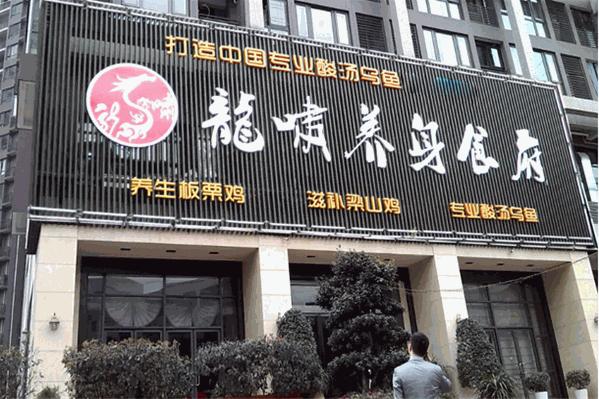 打造中国专业酸汤乌鱼
龍啸养身食府
养生板栗鸡 滋补梁山鸡 专业酸汤乌鱼